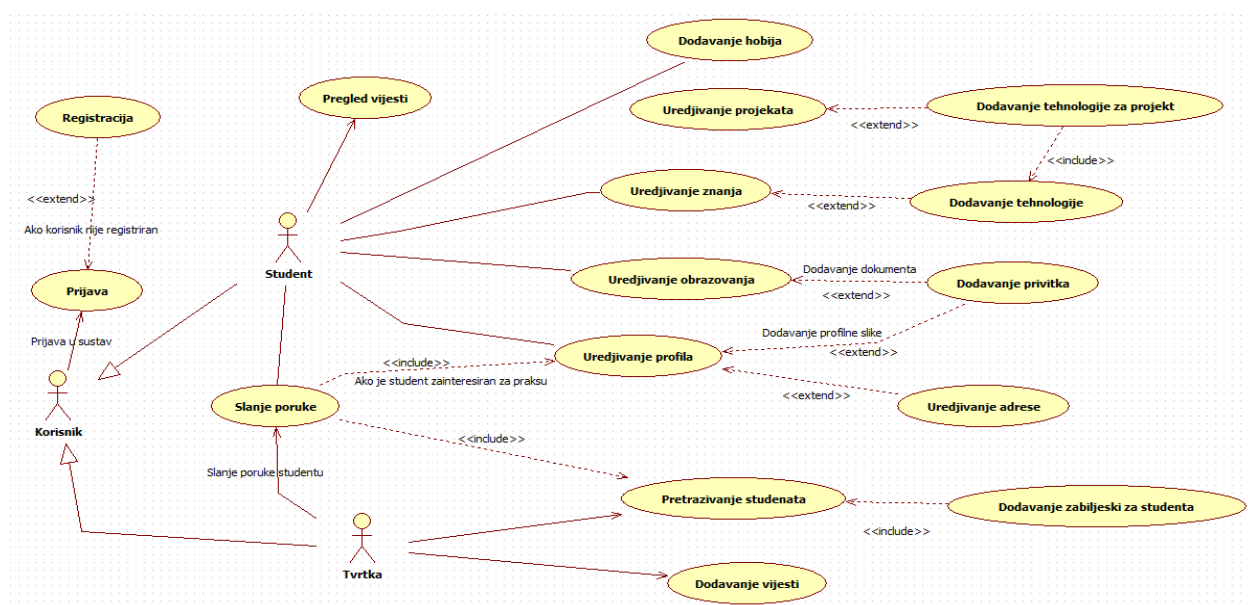 Dodavanje hobija
Pregled vijesti
Registracija
Uredjivanje projekata
Dodavanje tehnologije za projekt
<<extend>>
<<include>>
Uredjivanje znanja
Dodavanje tehnologije
<<extend>>
<<extend>>
Ako korisnik nije registriran
Student
Uredjivanje obrazovanja
Dodavanje dokumenta
<<extend>>
Dodavanje privitka
Prijava
Prijava u sustav
Dodavanje profilne slike
<<extend>>
Uredjivanje profila
<<include>>
Ako je student zainteresiran za praksu
<<extend>>
Uredjivanje adrese
Slanje poruke
Korisnik
<<include>>
Slanje poruke studentu
Pretrazivanje studenata
Dodavanje zabiljeski za studenta
<<include>>
Tvrtka
Dodavanje vijesti